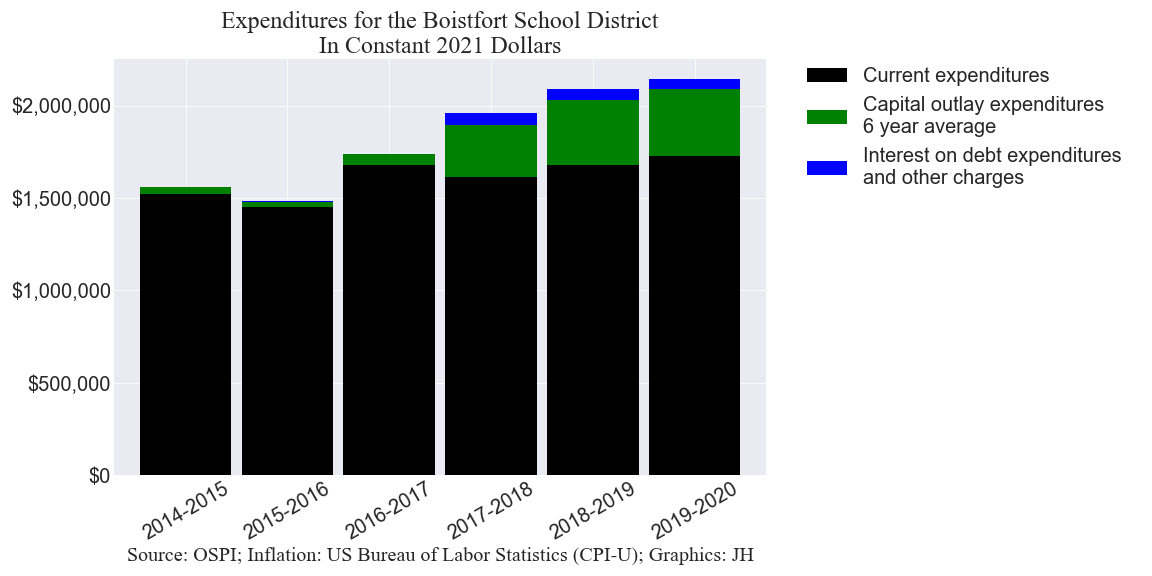 Expenditures for the Boistfort School District
In Constant 2021 Dollars
$2,000,000
$1,500,000
$1,000,000
$500,000
$0
2014-2015
2015-2016
2016-2017
2017-2018
2018-2019
2019-2020
Source: OSPI; Inflation: US Bureau of Labor Statistics (CPI-U); Graphics: JH
Current expenditures
Capital outlay expenditures
6 year average
Interest on debt expenditures
and other charges